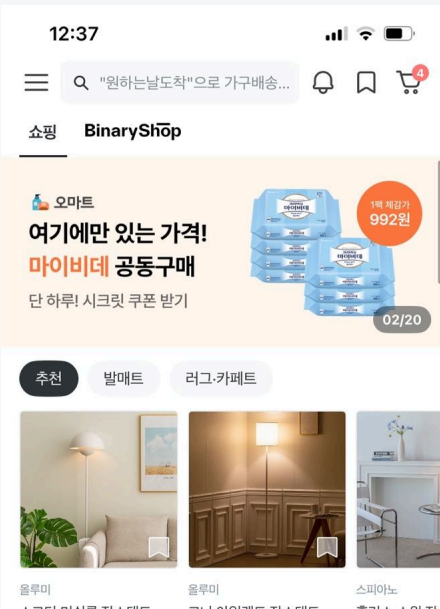 12:37
"원하는날도착"으로 가구배송...
4
쇼핑
BinaryShop
오마트
여기에만 있는 가격!
마이비데 공동구매
단 하루! 시크릿 쿠폰 받기
1팩 체감가
992원
마이비데
마이비데
02/20
추천
발매트
러그·카페트
올루미
올루미
스피아노